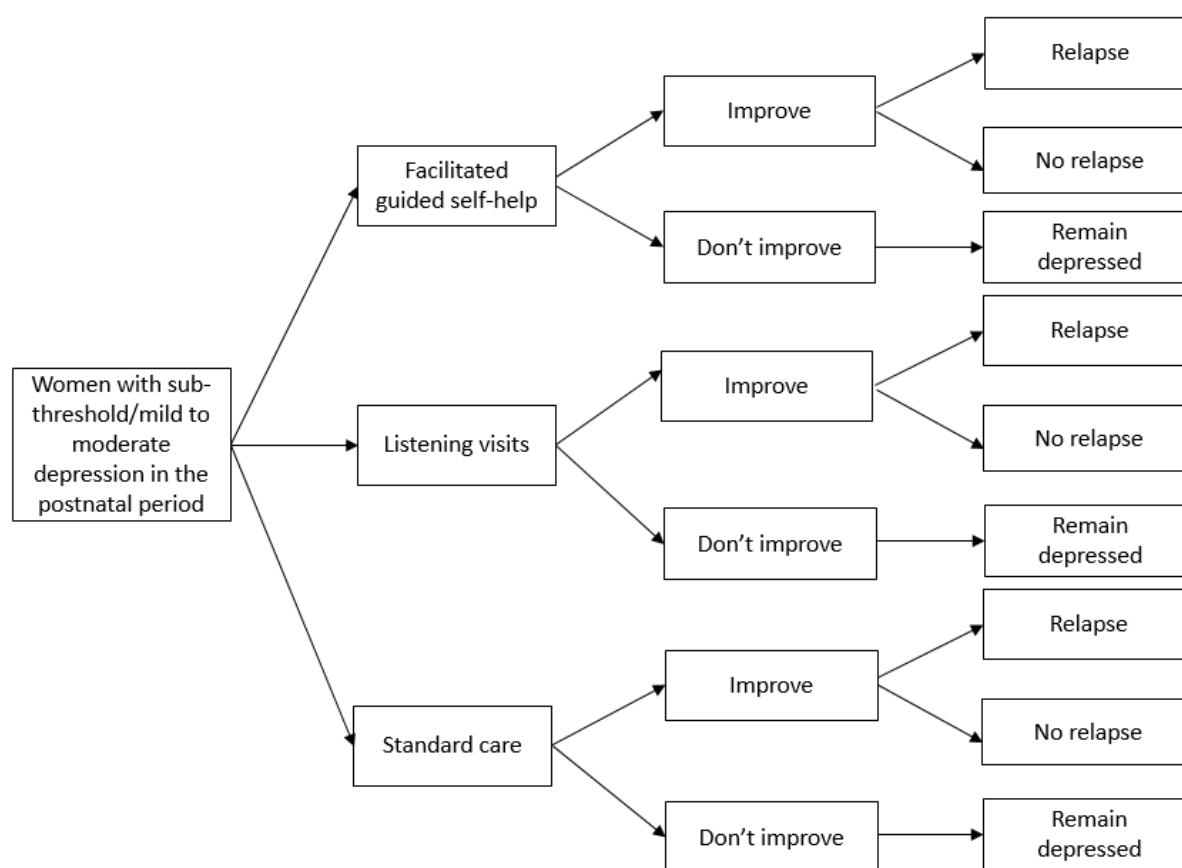 Women with sub-
threshold/mild to
moderate
depression in the
postnatal period
Facilitated
guided self-help
Improve
Relapse
No relapse
Don't improve
Remain
depressed
Listening visits
Improve
Relapse
No relapse
Don't improve
Remain
depressed
Standard care
Improve
Relapse
No relapse
Don't improve
Remain
depressed